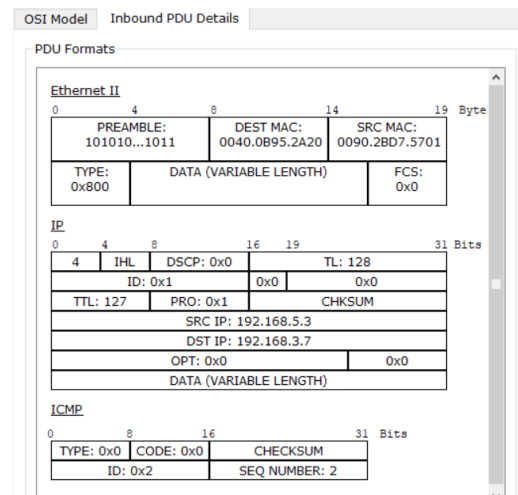 OSI Model Inbound PDU Details
PDU Formats
Ethernet II
0 4 8 14 19 Byte
PREAMBLE: DEST MAC: SRC MAC:
101010...1011 0040.0B95.2A20 0090.2BD7.5701
TYPE: DATA (VARIABLE LENGTH) FCS:
0x800 0x0
IP
0 4 8 16 19 31 Bits
4 IHL DSCP: 0x0 TL: 128
ID: 0x1 0x0 0x0
TTL: 127 PRO: 0x1 CHKSUM
SRC IP: 192.168.5.3
DST IP: 192.168.3.7
OPT: 0x0 0x0
DATA (VARIABLE LENGTH)
ICMP
0 8 16 31 Bits
TYPE: 0x0 CODE: 0x0 CHECKSUM
ID: 0x2 SEQ NUMBER: 2